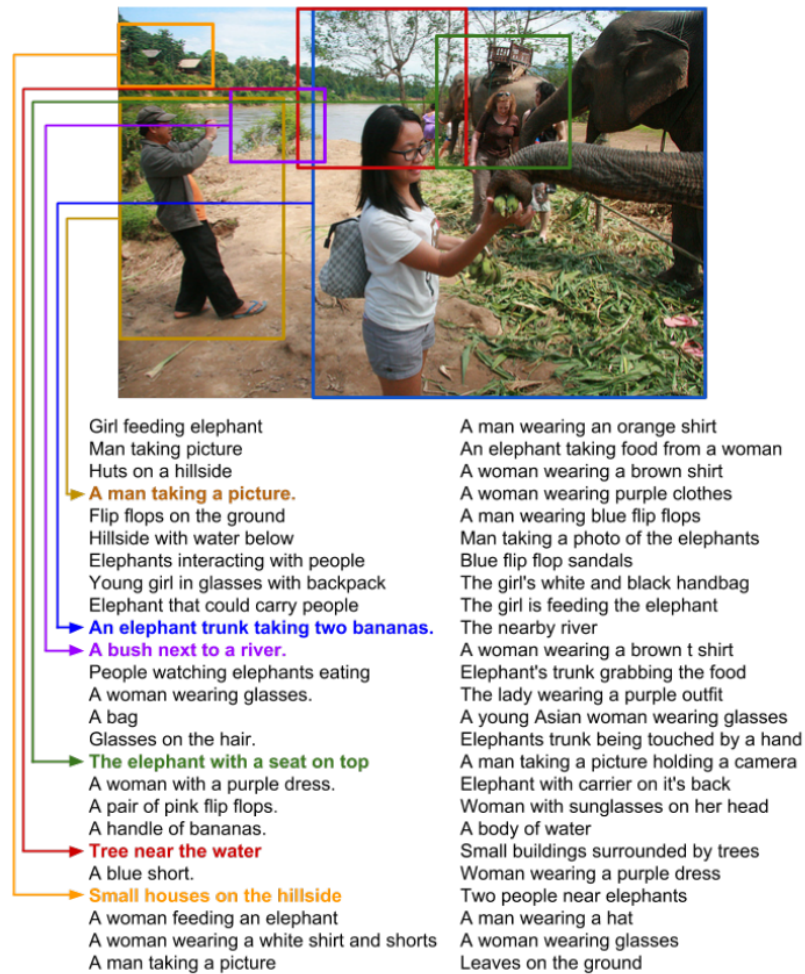 Girl feeding elephant
Man taking picture
Huts on a hillside
A man taking a picture.
Flip flops on the ground
Hillside with water below
Elephants interacting with people
Young girl in glasses with backpack
Elephant that could carry people
An elephant trunk taking two bananas.
A bush next to a river.
People watching elephants eating
A woman wearing glasses.
A bag
Glasses on the hair.
The elephant with a seat on top
A woman with a purple dress.
A pair of pink flip flops.
A handle of bananas.
Tree near the water
A blue short.
Small houses on the hillside
A woman feeding an elephant
A woman wearing a white shirt and shorts
A man taking a picture
A man wearing an orange shirt
An elephant taking food from a woman
A woman wearing a brown shirt
A woman wearing purple clothes
A man wearing blue flip flops
Man taking a photo of the elephants
Blue flip flop sandals
The girl's white and black handbag
The girl is feeding the elephant
The nearby river
A woman wearing a brown t shirt
Elephant's trunk grabbing the food
The lady wearing a purple outfit
A young Asian woman wearing glasses
Elephants trunk being touched by a hand
A man taking a picture holding a camera
Elephant with carrier on it's back
Woman with sunglasses on her head
A body of water
Small buildings surrounded by trees
Woman wearing a purple dress
Two people near elephants
A man wearing a hat
A woman wearing glasses
Leaves on the ground